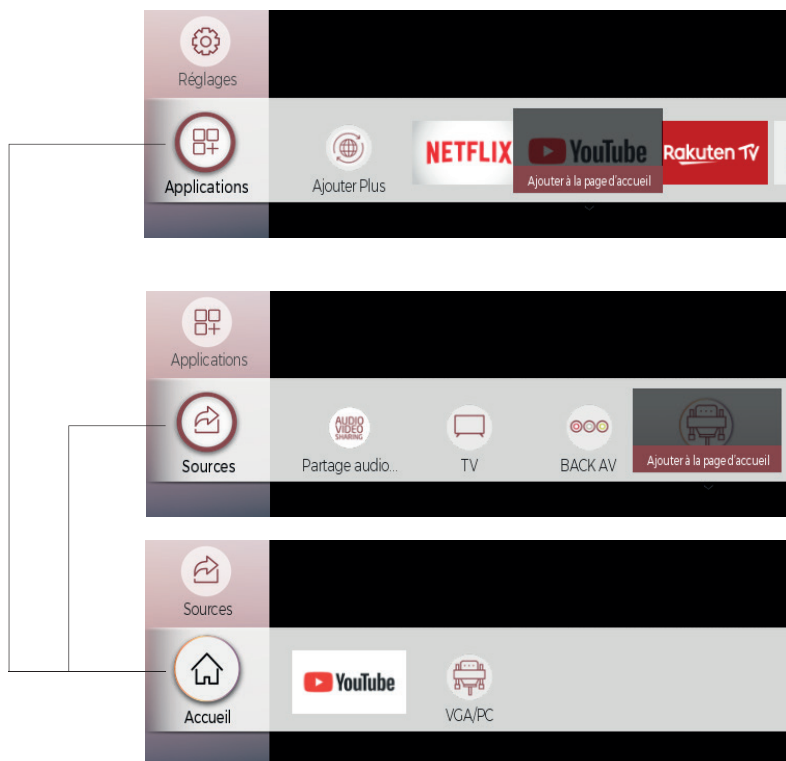 Réglages
Applications
Ajouter Plus
NETFLIX
YouTube
Ajouter à la page d'accueil
Rakuten TV
Applications
Sources
AUDIO
VIDEO
SHARING
Partage audio...
TV
BACK AV
Ajouter à la page d'accueil
Sources
Accueil
YouTube
VGA/PC